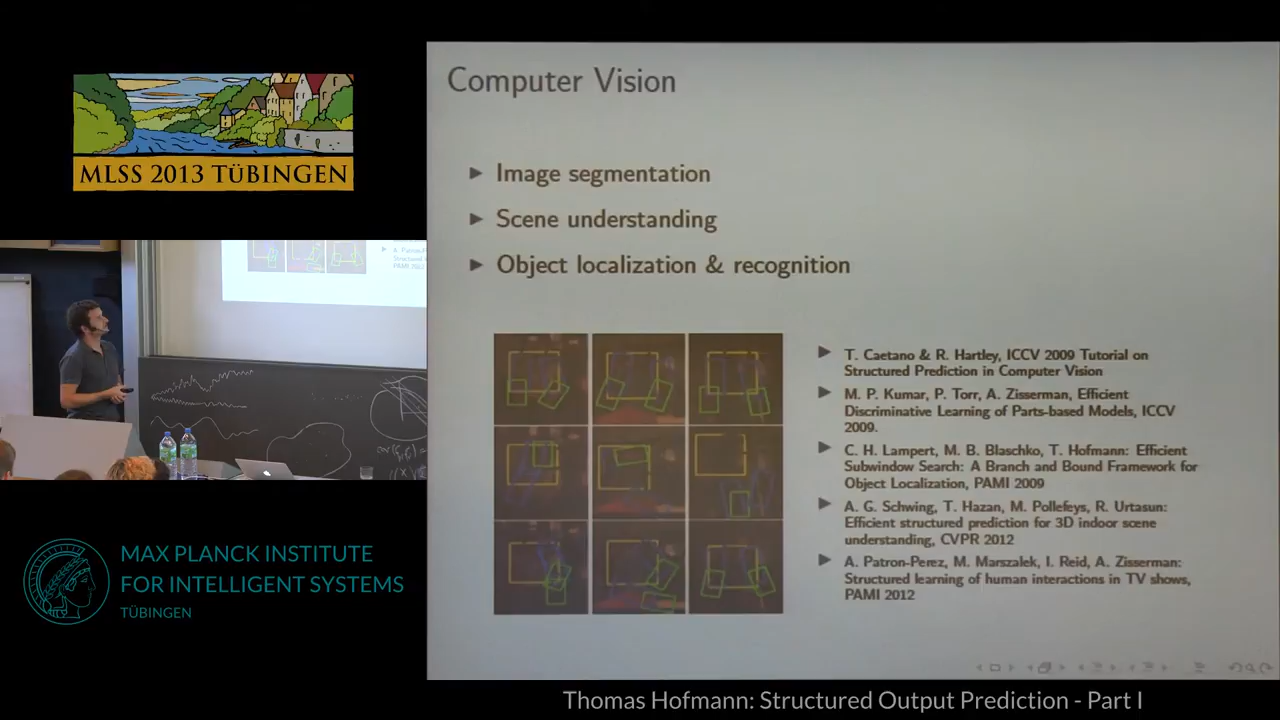 MLSS 2013 TÜBINGEN
MAX PLANCK INSTITUTE
FOR INTELLIGENT SYSTEMS
TÜBINGEN
Computer Vision
Image segmentation
Scene understanding
Object localization & recognition
T. Caetano & R. Hartley, ICCV 2009 Tutorial on
Structured Prediction in Computer Vision
M. P. Kumar, P. Torr, A. Zisserman, Efficient
Discriminative Learning of Parts-based Models, ICCV
2009.
C. H. Lampert, M. B. Blaschko, T. Hofmann: Efficient
Subwindow Search: A Branch and Bound Framework for
Object Localization, PAMI 2009
A. G. Schwing, T. Hazan, M. Pollefeys, R. Urtasun:
Efficient structured prediction for 3D indoor scene
understanding, CVPR 2012
A. Patron-Perez, M. Marszalek, I. Reid, A. Zisserman:
Structured learning of human interactions in TV shows,
PAMI 2012
Thomas Hofmann: Structured Output Prediction - Part I